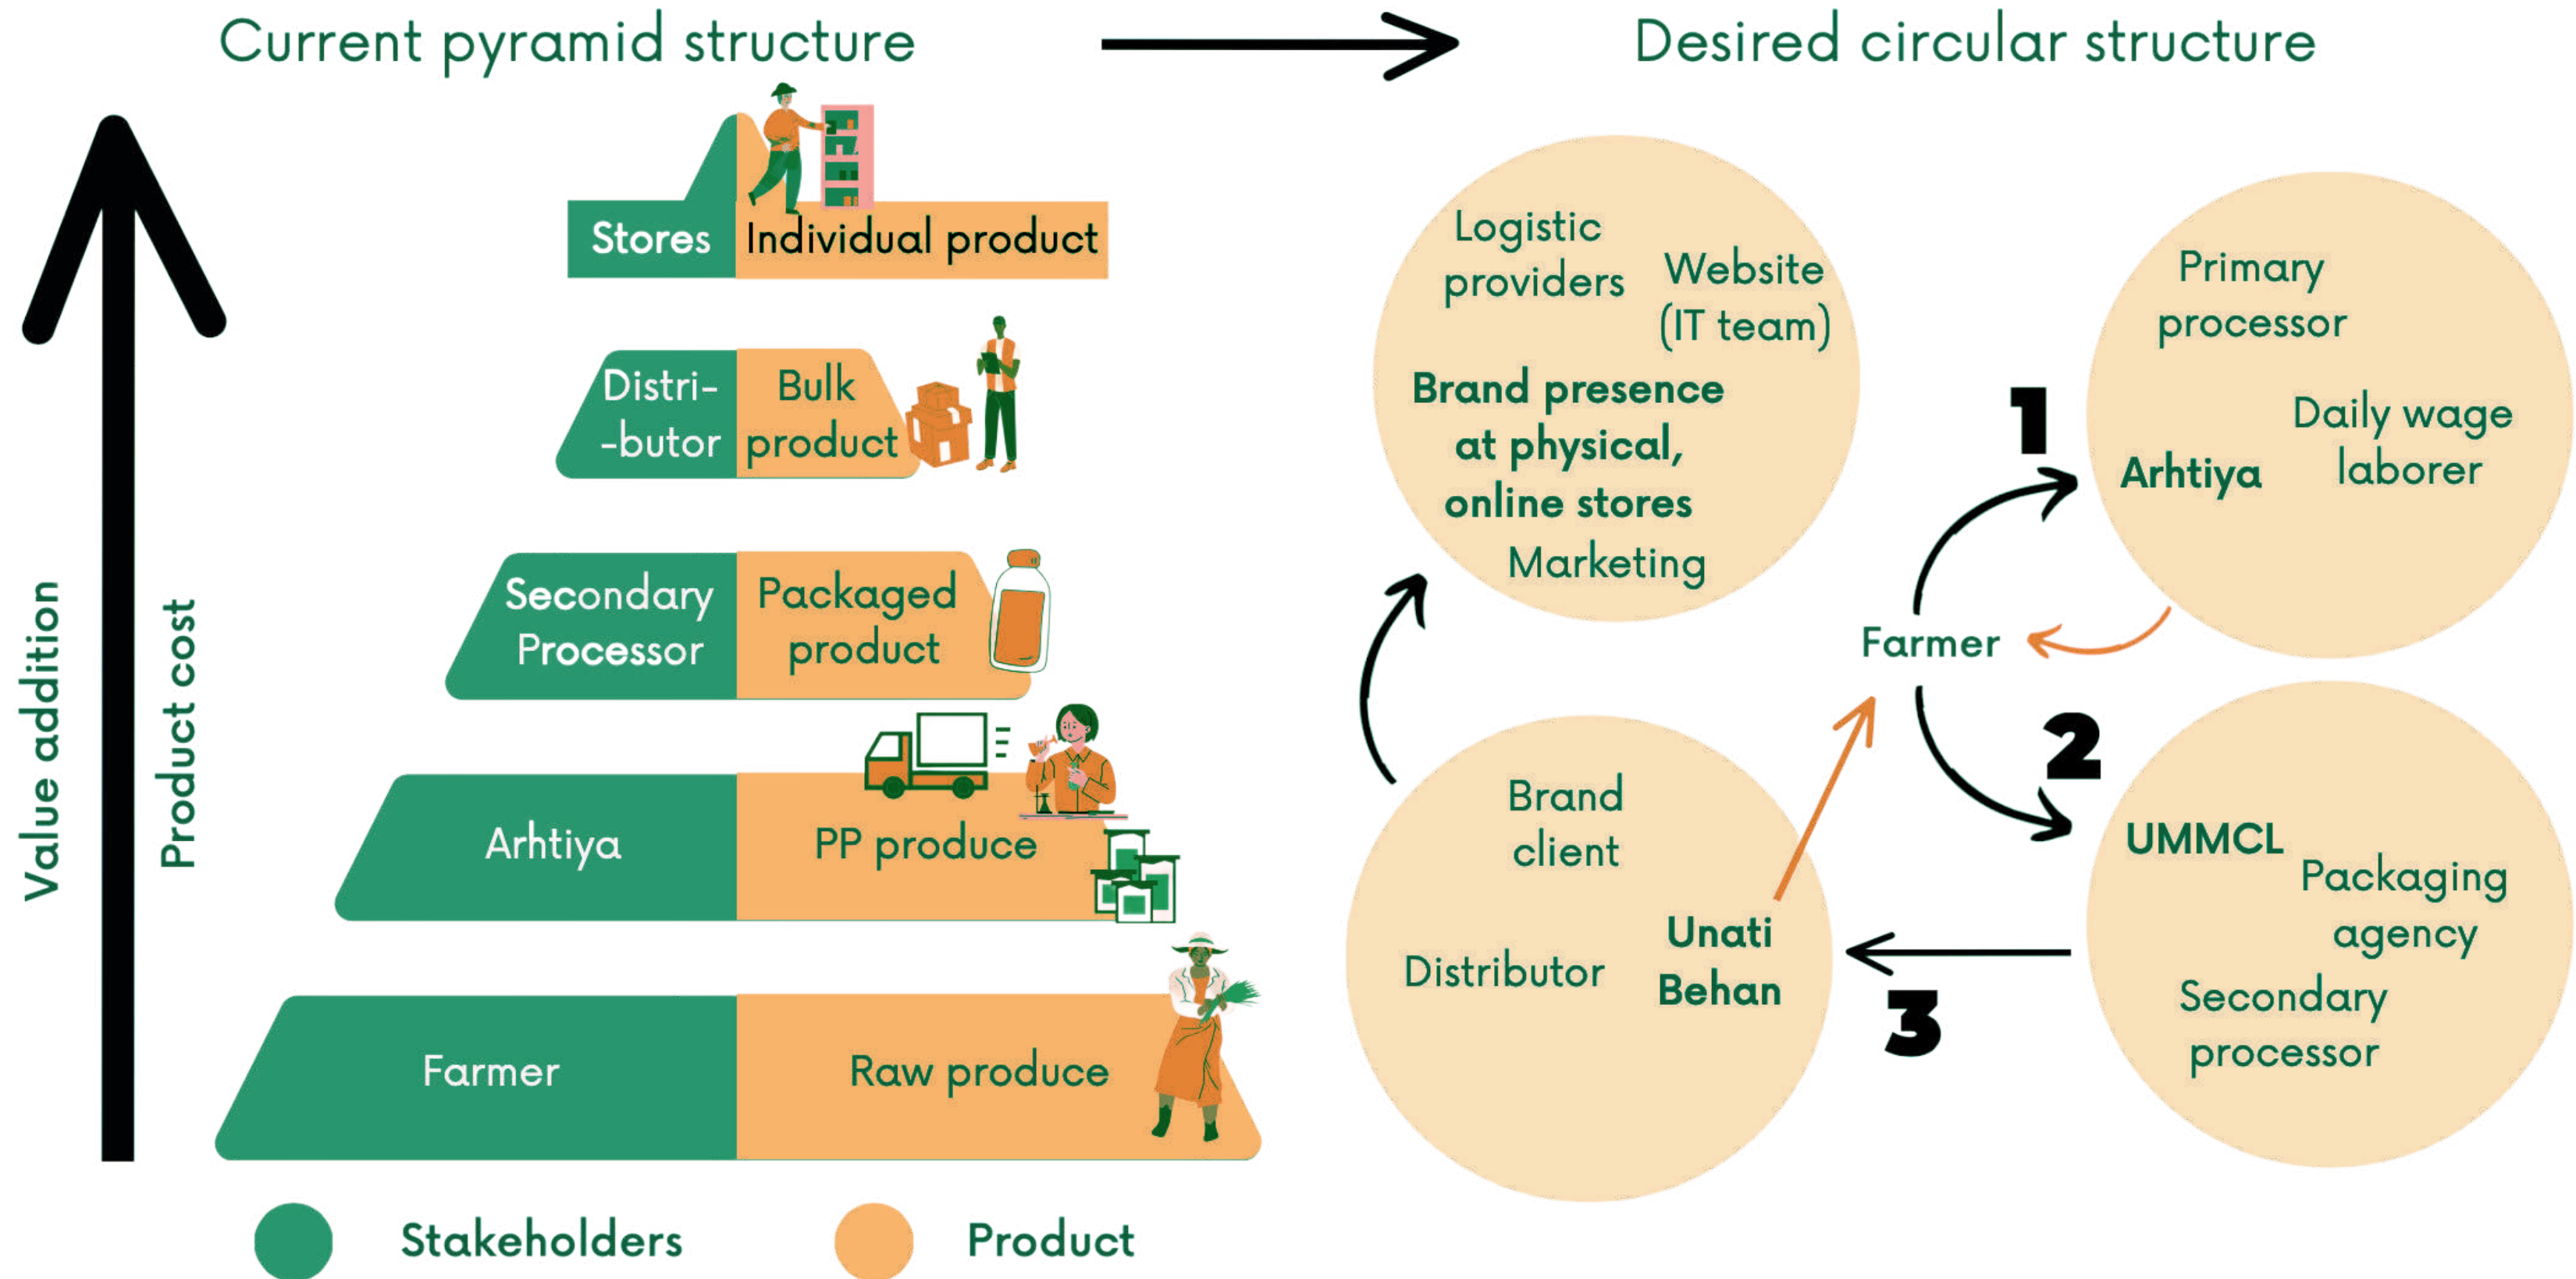 Current pyramid structure
Desired circular structure
Value addition
Product cost
Stores
Individual product
Distri-
-butor
Bulk
product
Secondary
Processor
Packaged
product
Arhtiya
PP produce
Farmer
Raw produce
Stakeholders
Product
Logistic
providers
Website
(IT team)
Brand presence
at physical,
online stores
Marketing
Primary
processor
Daily wage
laborer
Arhtiya
1
Farmer
2
UMMCL
Packaging
agency
Secondary
processor
3
Brand
client
Distributor
Unati
Behan